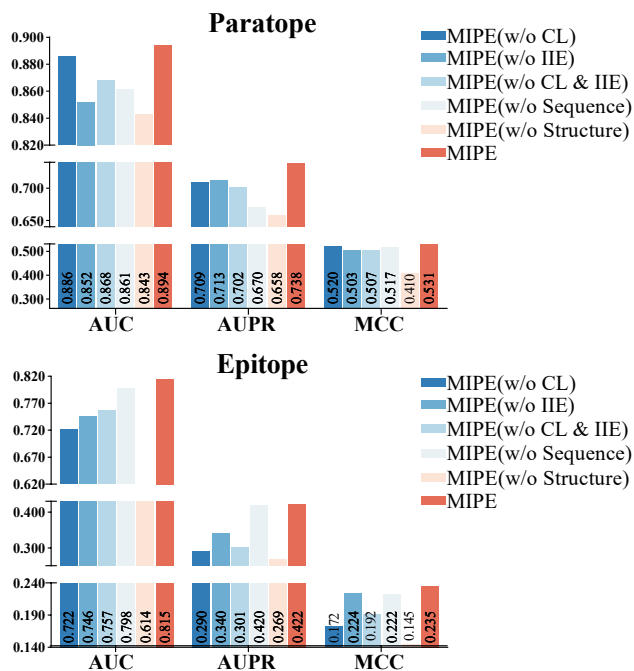 Paratope
MIPE(w/o CL)
MIPE(w/o IIE)
MIPE(w/o CL & IIE)
MIPE(w/o Sequence)
MIPE(w/o Structure)
MIPE
0.900
0.880
0.860
0.840
0.820
0.700
0.650
0.500
0.400
0.300
0.886
0.852
0.868
0.861
0.843
0.894
0.709
0.713
0.702
0.670
0.658
0.738
0.520
0.503
0.507
0.517
0.410
0.531
AUC
AUPR
MCC
Epitope
MIPE(w/o CL)
MIPE(w/o IIE)
MIPE(w/o CL & IIE)
MIPE(w/o Sequence)
MIPE(w/o Structure)
MIPE
0.820
0.770
0.720
0.670
0.620
0.400
0.300
0.240
0.190
0.140
0.722
0.746
0.757
0.798
0.614
0.815
0.290
0.340
0.301
0.420
0.269
0.422
0.172
0.224
0.192
0.222
0.145
0.235
AUC
AUPR
MCC